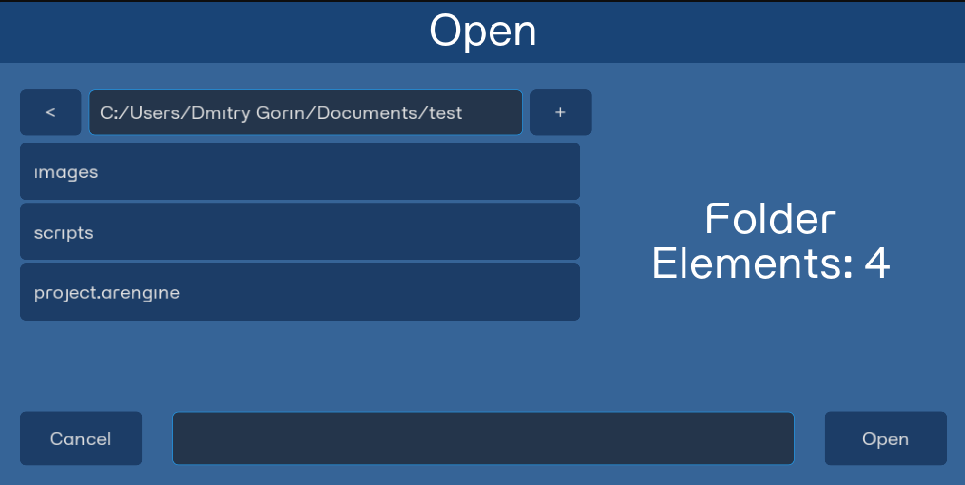 Open
<
C:/Users/Dmitry Gorin/Documents/test
+
images
scripts
project.arengine
Folder
Elements: 4
Cancel
Open